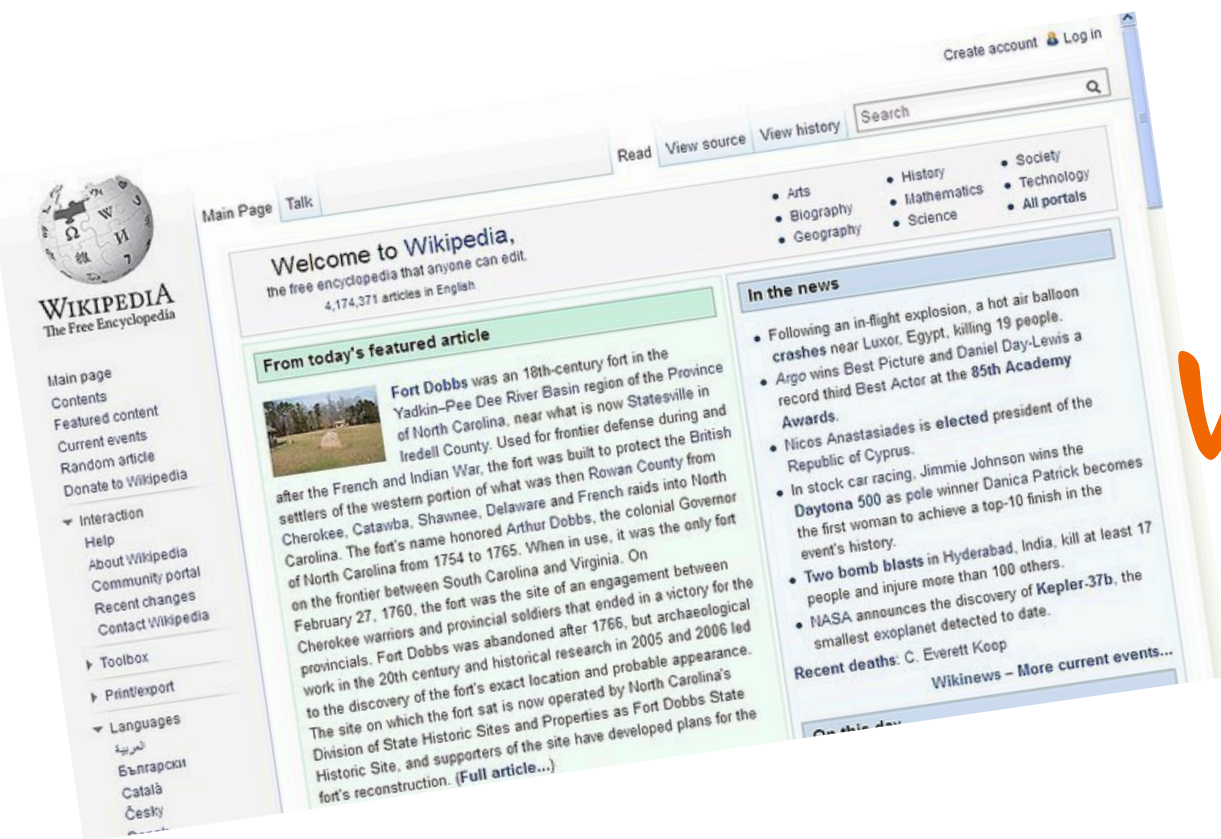 Create account Log in
Read View source View history Search
Main Page Talk
WIKIPEDIA
The Free Encyclopedia
Main page
Contents
Featured content
Current events
Random article
Donate to Wikipedia
Interaction
Help
About Wikipedia
Community portal
Recent changes
Contact Wikipedia
Toolbox
Print/export
Languages
العربية
Български
Català
Česky
Welcome to Wikipedia,
the free encyclopedia that anyone can edit.
4,174,371 articles in English
Arts
Biography
Geography
History
Mathematics
Science
Society
Technology
All portals
From today's featured article
Fort Dobbs was an 18th-century fort in the
Yadkin–Pee Dee River Basin region of the Province
of North Carolina, near what is now Statesville in
Iredell County. Used for frontier defense during and
after the French and Indian War, the fort was built to protect the British
settlers of the western portion of what was then Rowan County from
Cherokee, Catawba, Shawnee, Delaware and French raids into North
Carolina. The fort's name honored Arthur Dobbs, the colonial Governor
of North Carolina from 1754 to 1765. When in use, it was the only fort
on the frontier between South Carolina and Virginia. On
February 27, 1760, the fort was the site of an engagement between
Cherokee warriors and provincial soldiers that ended in a victory for the
provincials. Fort Dobbs was abandoned after 1766, but archaeological
work in the 20th century and historical research in 2005 and 2006 led
to the discovery of the fort's exact location and probable appearance.
The site on which the fort sat is now operated by North Carolina's
Division of State Historic Sites and Properties as Fort Dobbs State
Historic Site, and supporters of the site have developed plans for the
fort's reconstruction. (Full article...)
In the news
Following an in-flight explosion, a hot air balloon
crashes near Luxor, Egypt, killing 19 people.
Argo wins Best Picture and Daniel Day-Lewis a
record third Best Actor at the 85th Academy
Awards.
Nicos Anastasiades is elected president of the
Republic of Cyprus.
In stock car racing, Jimmie Johnson wins the
Daytona 500 as pole winner Danica Patrick becomes
the first woman to achieve a top-10 finish in the
event's history.
Two bomb blasts in Hyderabad, India, kill at least 17
people and injure more than 100 others.
NASA announces the discovery of Kepler-37b, the
smallest exoplanet detected to date.
Recent deaths: C. Everett Koop
Wikinews – More current events...
On this day